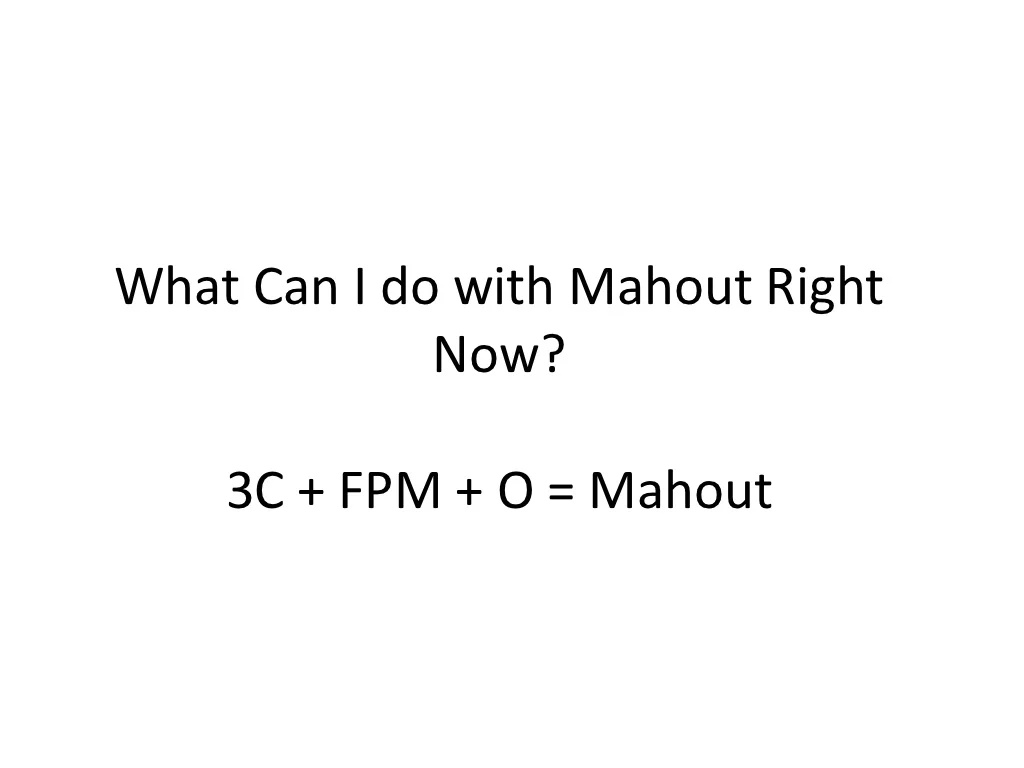 What Can I do with Mahout Right
Now?
3C + FPM + O = Mahout